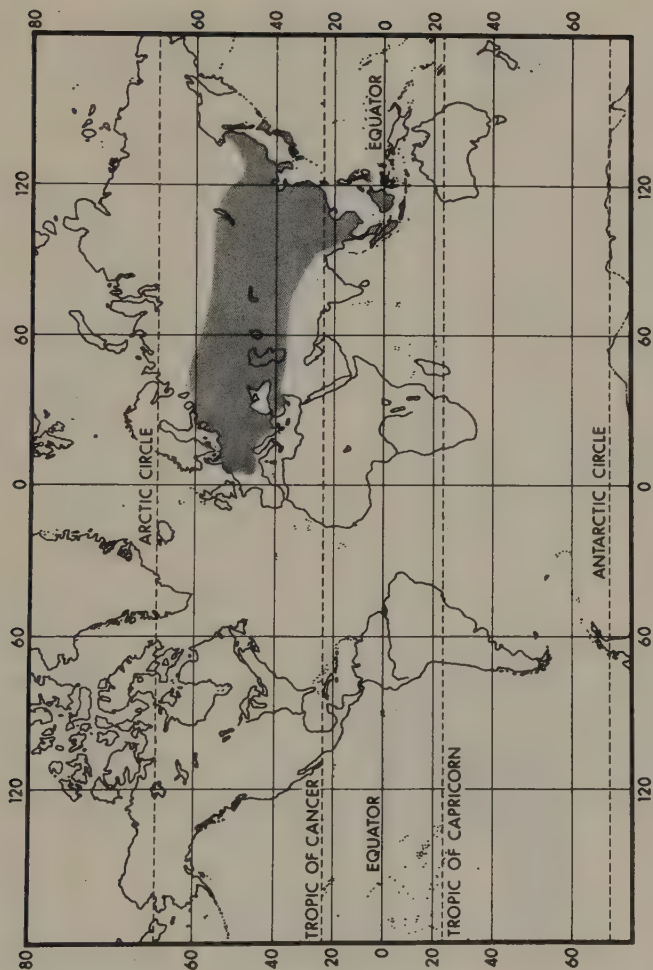 120 60 0 60 120
80 80
ARCTIC CIRCLE
60 60
40 40
TROPIC OF CANCER
20 20
EQUATOR EQUATOR
0 0
20 20
TROPIC OF CAPRICORN
40 40
60 60
ANTARCTIC CIRCLE
120 60 0 60 120